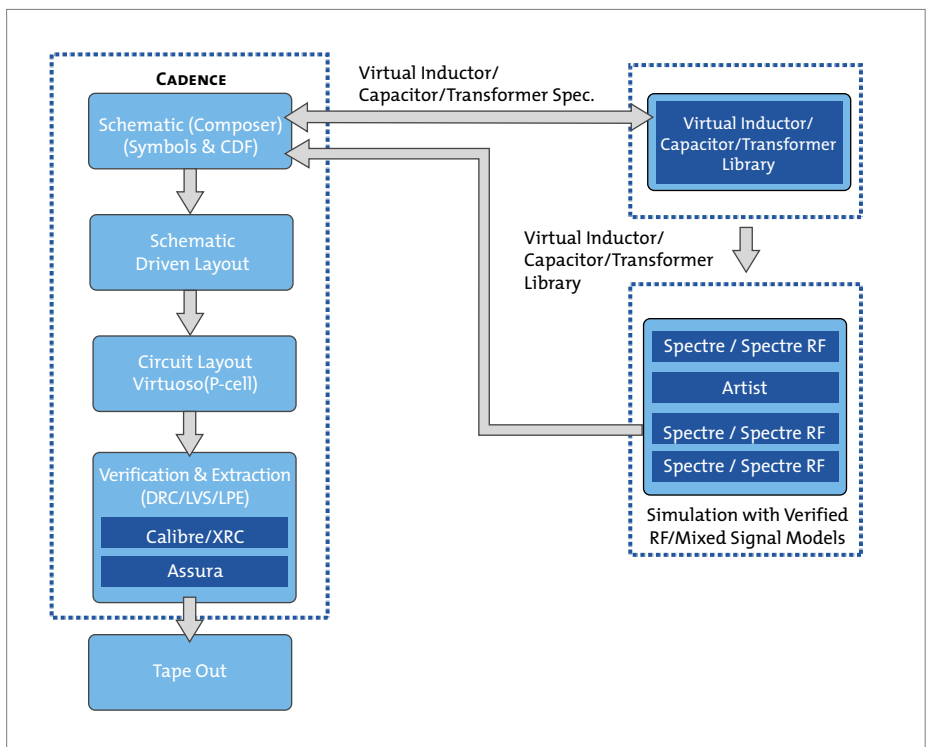 CADENCE
Schematic (Composer)
(Symbols & CDF)
Schematic
Driven Layout
Circuit Layout
Virtuoso(P-cell)
Verification & Extraction
(DRC/LVS/LPE)
Calibre/XRC
Assura
Tape Out
Virtual Inductor/
Capacitor/Transformer Spec.
Virtual Inductor/
Capacitor/Transformer
Library
Virtual Inductor/
Capacitor/Transformer
Library
Spectre / Spectre RF
Artist
Spectre / Spectre RF
Spectre / Spectre RF
Simulation with Verified
RF/Mixed Signal Models